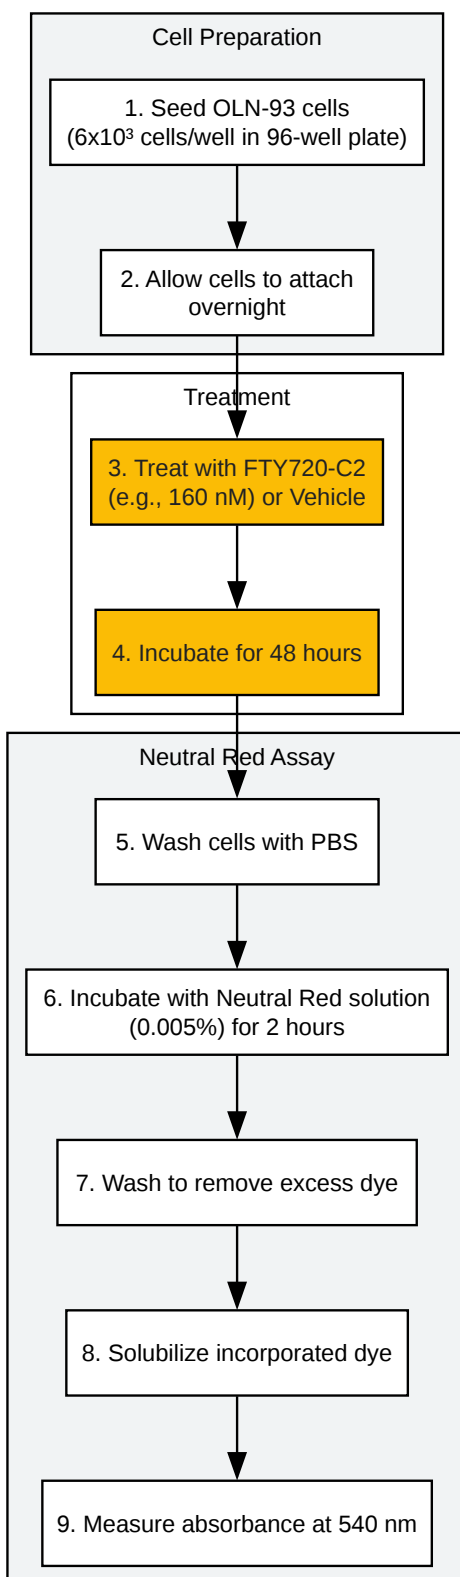 Cell Preparation
1. Seed OLN-93 cells
(6x10³ cells/well in 96-well plate)
2. Allow cells to attach
overnight
Treatment
3. Treat with FTY720-C2
(e.g., 160 nM) or Vehicle
4. Incubate for 48 hours
Neutral Red Assay
5. Wash cells with PBS
6. Incubate with Neutral Red solution
(0.005%) for 2 hours
7. Wash to remove excess dye
8. Solubilize incorporated dye
9. Measure absorbance at 540 nm